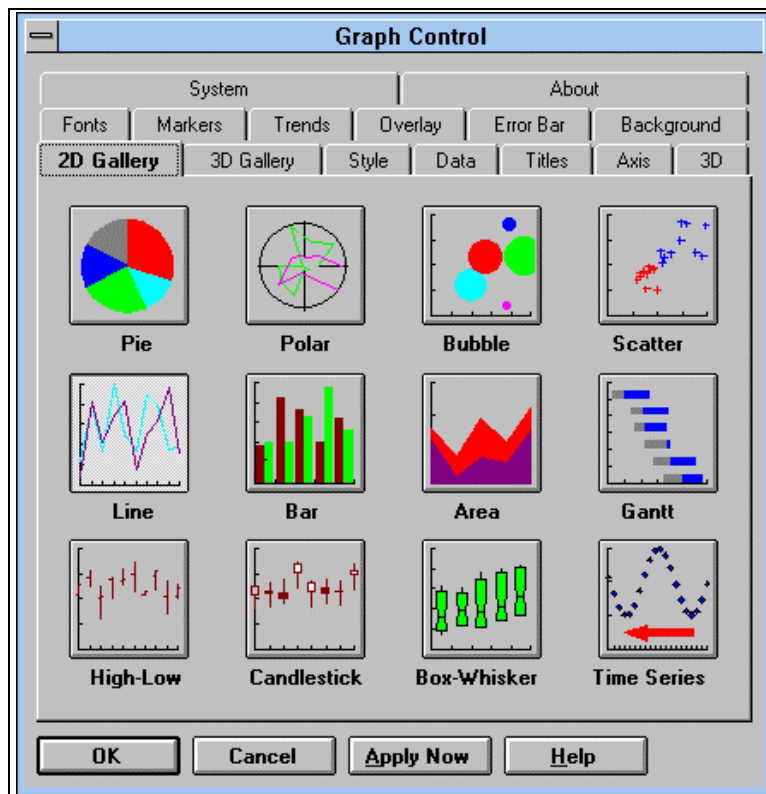 Graph Control
System About
Fonts Markers Trends Overlay Error Bar Background
2D Gallery 3D Gallery Style Data Titles Axis 3D
Pie Polar Bubble Scatter
Line Bar Area Gantt
High-Low Candlestick Box-Whisker Time Series
OK Cancel Apply Now Help